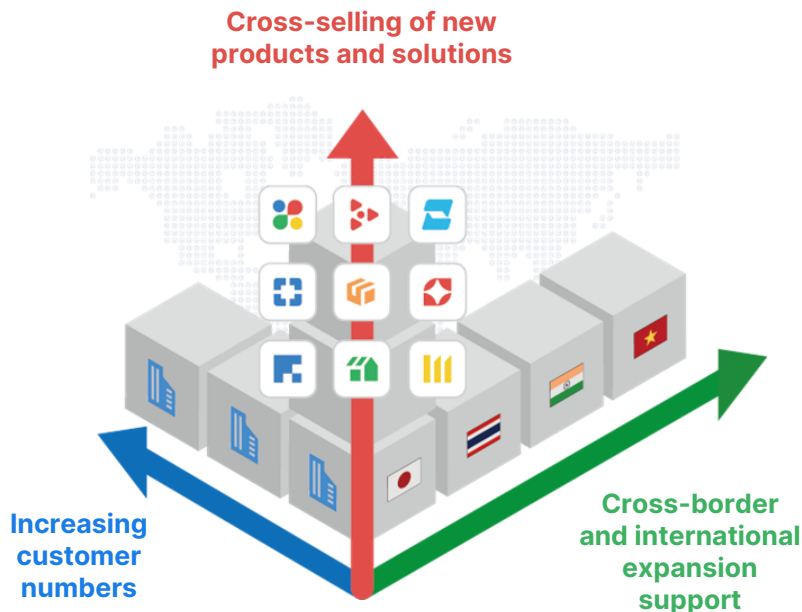 Cross-selling of new
products and solutions
Increasing
customer
numbers
Cross-border
and international
expansion
support